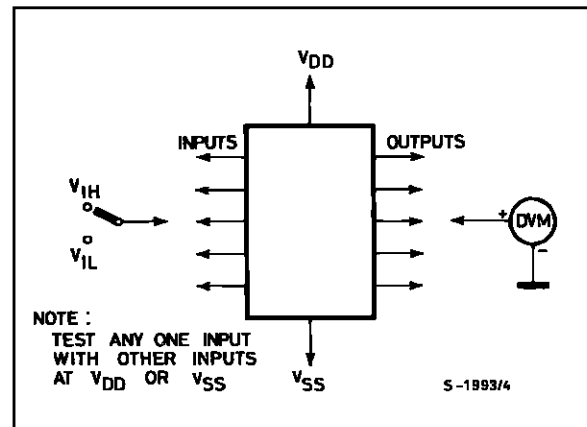 VDD
INPUTS
OUTPUTS
VIH
VIL
+
DVM
-
NOTE :
TEST ANY ONE INPUT
WITH OTHER INPUTS
AT VDD OR VSS
VSS
S-1993/4